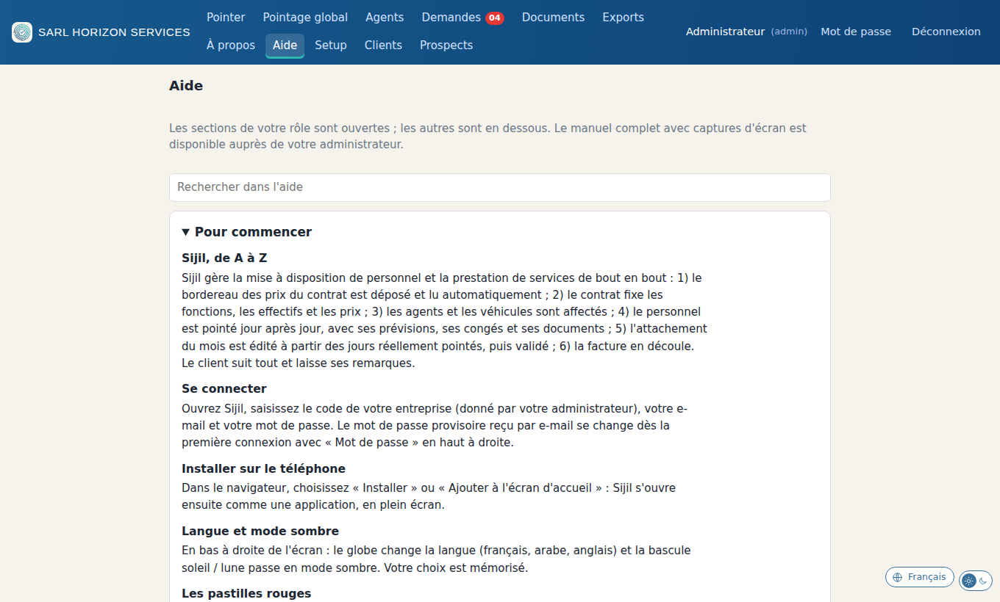 SARL HORIZON SERVICES
Pointer Pointage global Agents Demandes 04 Documents Exports
À propos Aide Setup Clients Prospects
Administrateur (admin) Mot de passe Déconnexion
Aide
Les sections de votre rôle sont ouvertes ; les autres sont en dessous. Le manuel complet avec captures d'écran est
disponible auprès de votre administrateur.
Rechercher dans l'aide
Pour commencer
Sijil, de A à Z
Sijil gère la mise à disposition de personnel et la prestation de services de bout en bout : 1) le
bordereau des prix du contrat est déposé et lu automatiquement ; 2) le contrat fixe les
fonctions, les effectifs et les prix ; 3) les agents et les véhicules sont affectés ; 4) le personnel
est pointé jour après jour, avec ses prévisions, ses congés et ses documents ; 5) l'attachement
du mois est édité à partir des jours réellement pointés, puis validé ; 6) la facture en découle.
Le client suit tout et laisse ses remarques.
Se connecter
Ouvrez Sijil, saisissez le code de votre entreprise (donné par votre administrateur), votre e-
mail et votre mot de passe. Le mot de passe provisoire reçu par e-mail se change dès la
première connexion avec « Mot de passe » en haut à droite.
Installer sur le téléphone
Dans le navigateur, choisissez « Installer » ou « Ajouter à l'écran d'accueil » : Sijil s'ouvre
ensuite comme une application, en plein écran.
Langue et mode sombre
En bas à droite de l'écran : le globe change la langue (français, arabe, anglais) et la bascule
soleil / lune passe en mode sombre. Votre choix est mémorisé.
Les pastilles rouges
Français